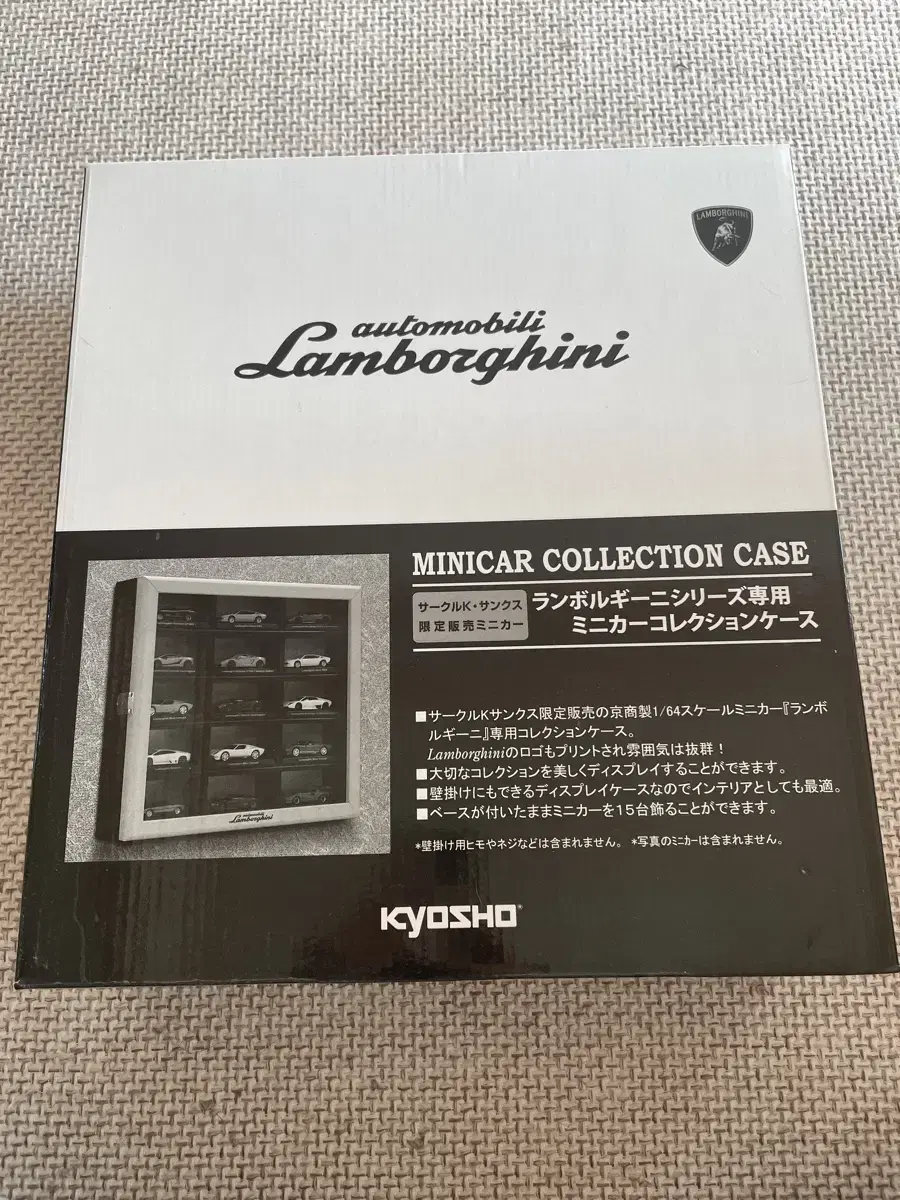 LAMBORGHINI
automobili
Lamborghini
MINICAR COLLECTION CASE
サークルK・サンクス
限定販売ミニカー
ランボルギーニシリーズ専用
ミニカーコレクションケース
■サークルKサンクス限定販売の京商製1/64スケールミニカー『ランボ
ルギーニ』専用コレクションケース。
Lamborghiniのロゴもプリントされ雰囲気は抜群！
■大切なコレクションを美しくディスプレイすることができます。
■壁掛けにもできるディスプレイケースなのでインテリアとしても最適。
■ベースが付いたままミニカーを15台飾ることができます。
*壁掛け用ヒモやネジなどは含まれません。 *写真のミニカーは含まれません。
automobili
Lamborghini
KYOSHO